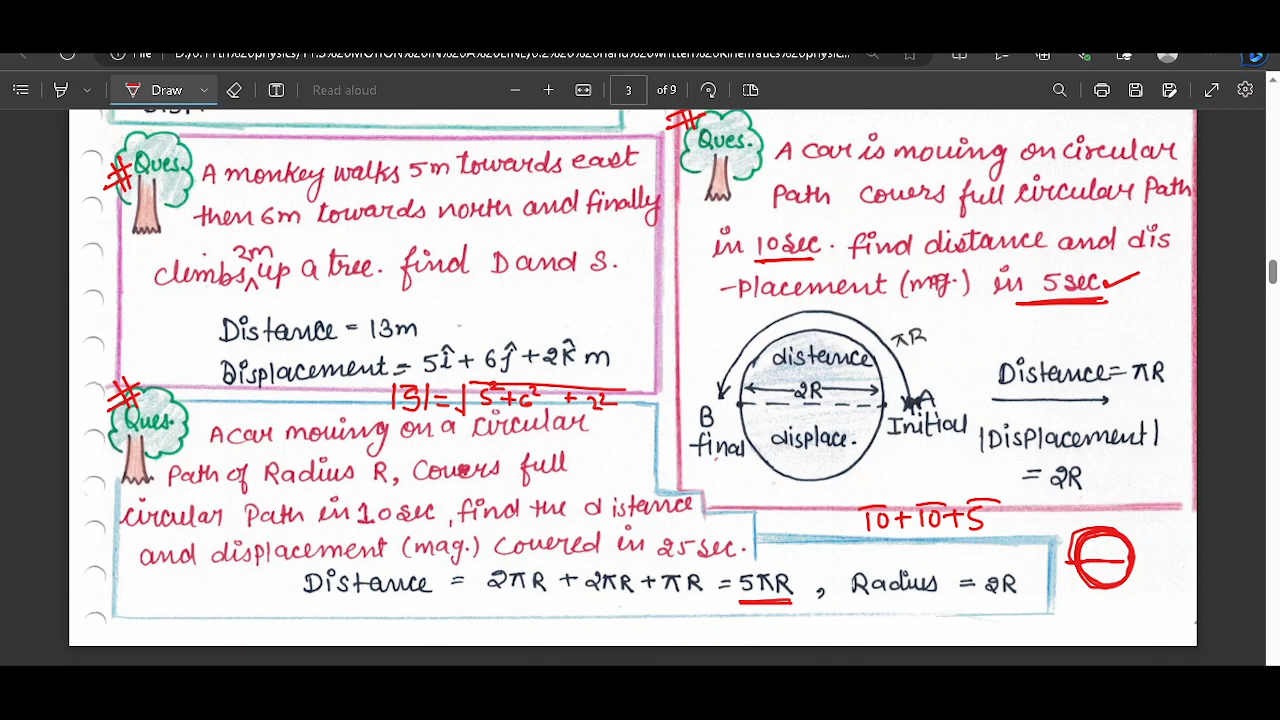 Draw
T
Read aloud
3
of 9
Ques.
A monkey walks 5m towards east
then 6m towards north and finally
2m
climbs ^ up a tree. find D and S.
Distance = 13m
Displacement = 5î + 6ĵ + 2k̂ m
|S⃗| = √5² + 6² + 2²
Ques.
A car is moving on circular
Path covers full circular Path
in 10sec. find distance and dis
-placement (mag.) in 5sec ✓
πR
distance
2R
A
Initial
B
final
displace.
Distance = πR
|Displacement|
= 2R
Ques.
A car moving on a circular
Path of Radius R, Covers full
circular Path in 10sec, find the distance
and displacement (mag.) covered in 25sec.
10 + 10 + 5
Distance = 2πR + 2πR + πR = 5πR , Radius = 2R